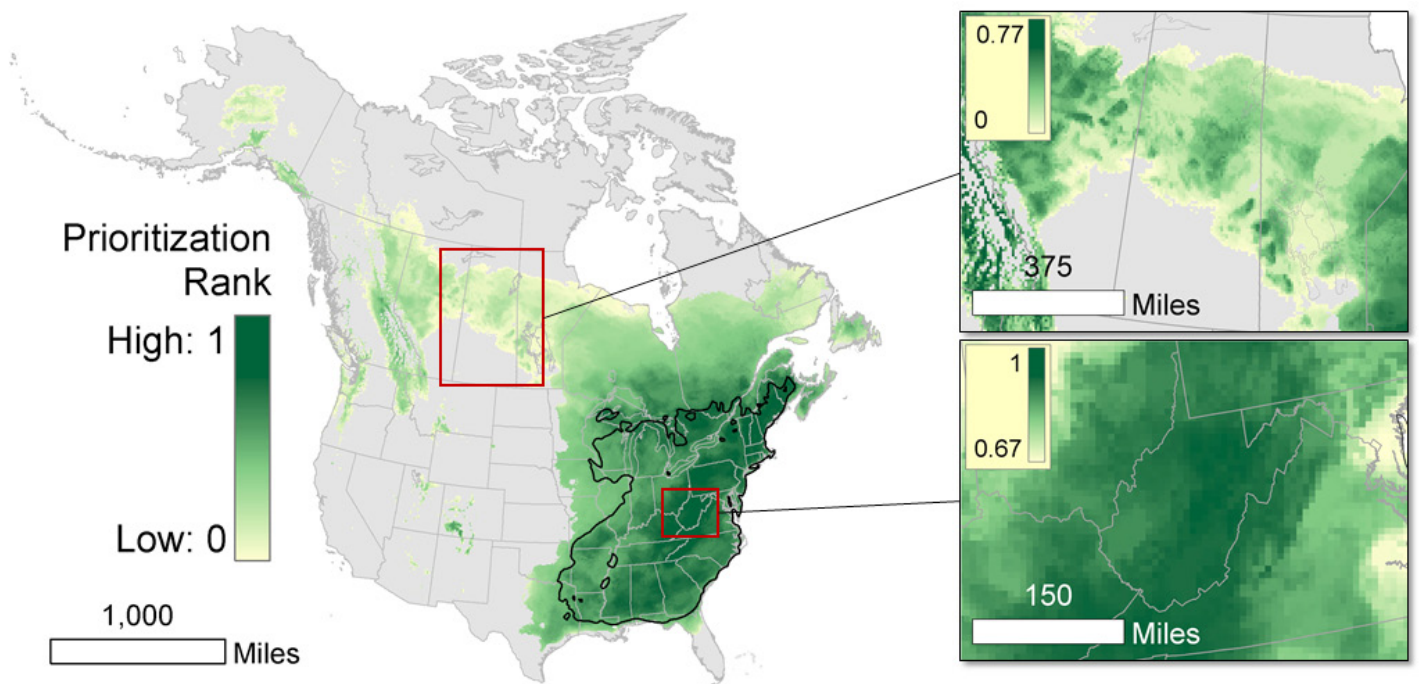 Prioritization
Rank
High: 1
Low: 0
1,000
Miles
0.77
0
375
Miles
1
0.67
150
Miles